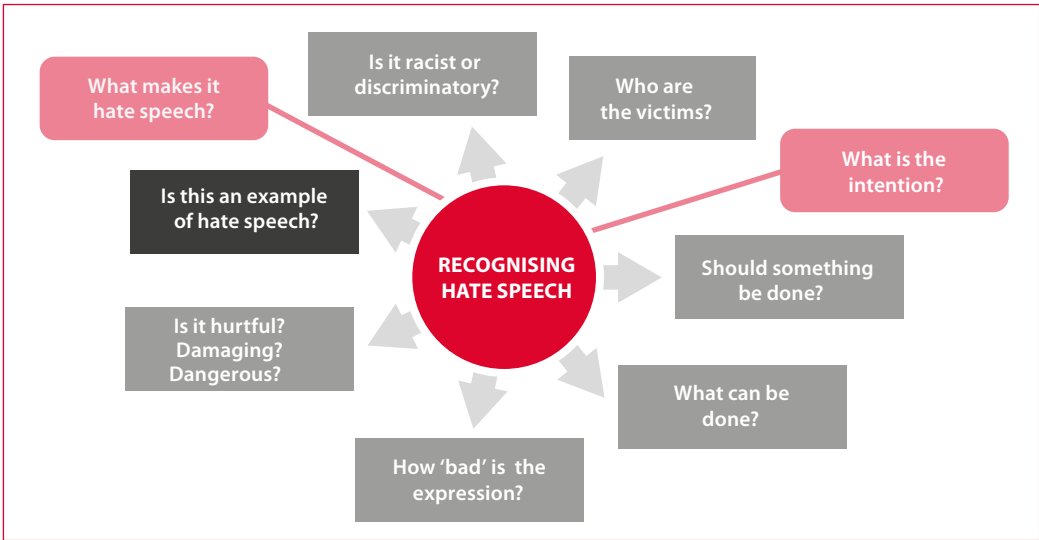 What makes it
hate speech?
Is it racist or
discriminatory?
Who are
the victims?
What is the
intention?
Is this an example
of hate speech?
RECOGNISING
HATE SPEECH
Should something
be done?
Is it hurtful?
Damaging?
Dangerous?
What can be
done?
How ‘bad’ is the
expression?